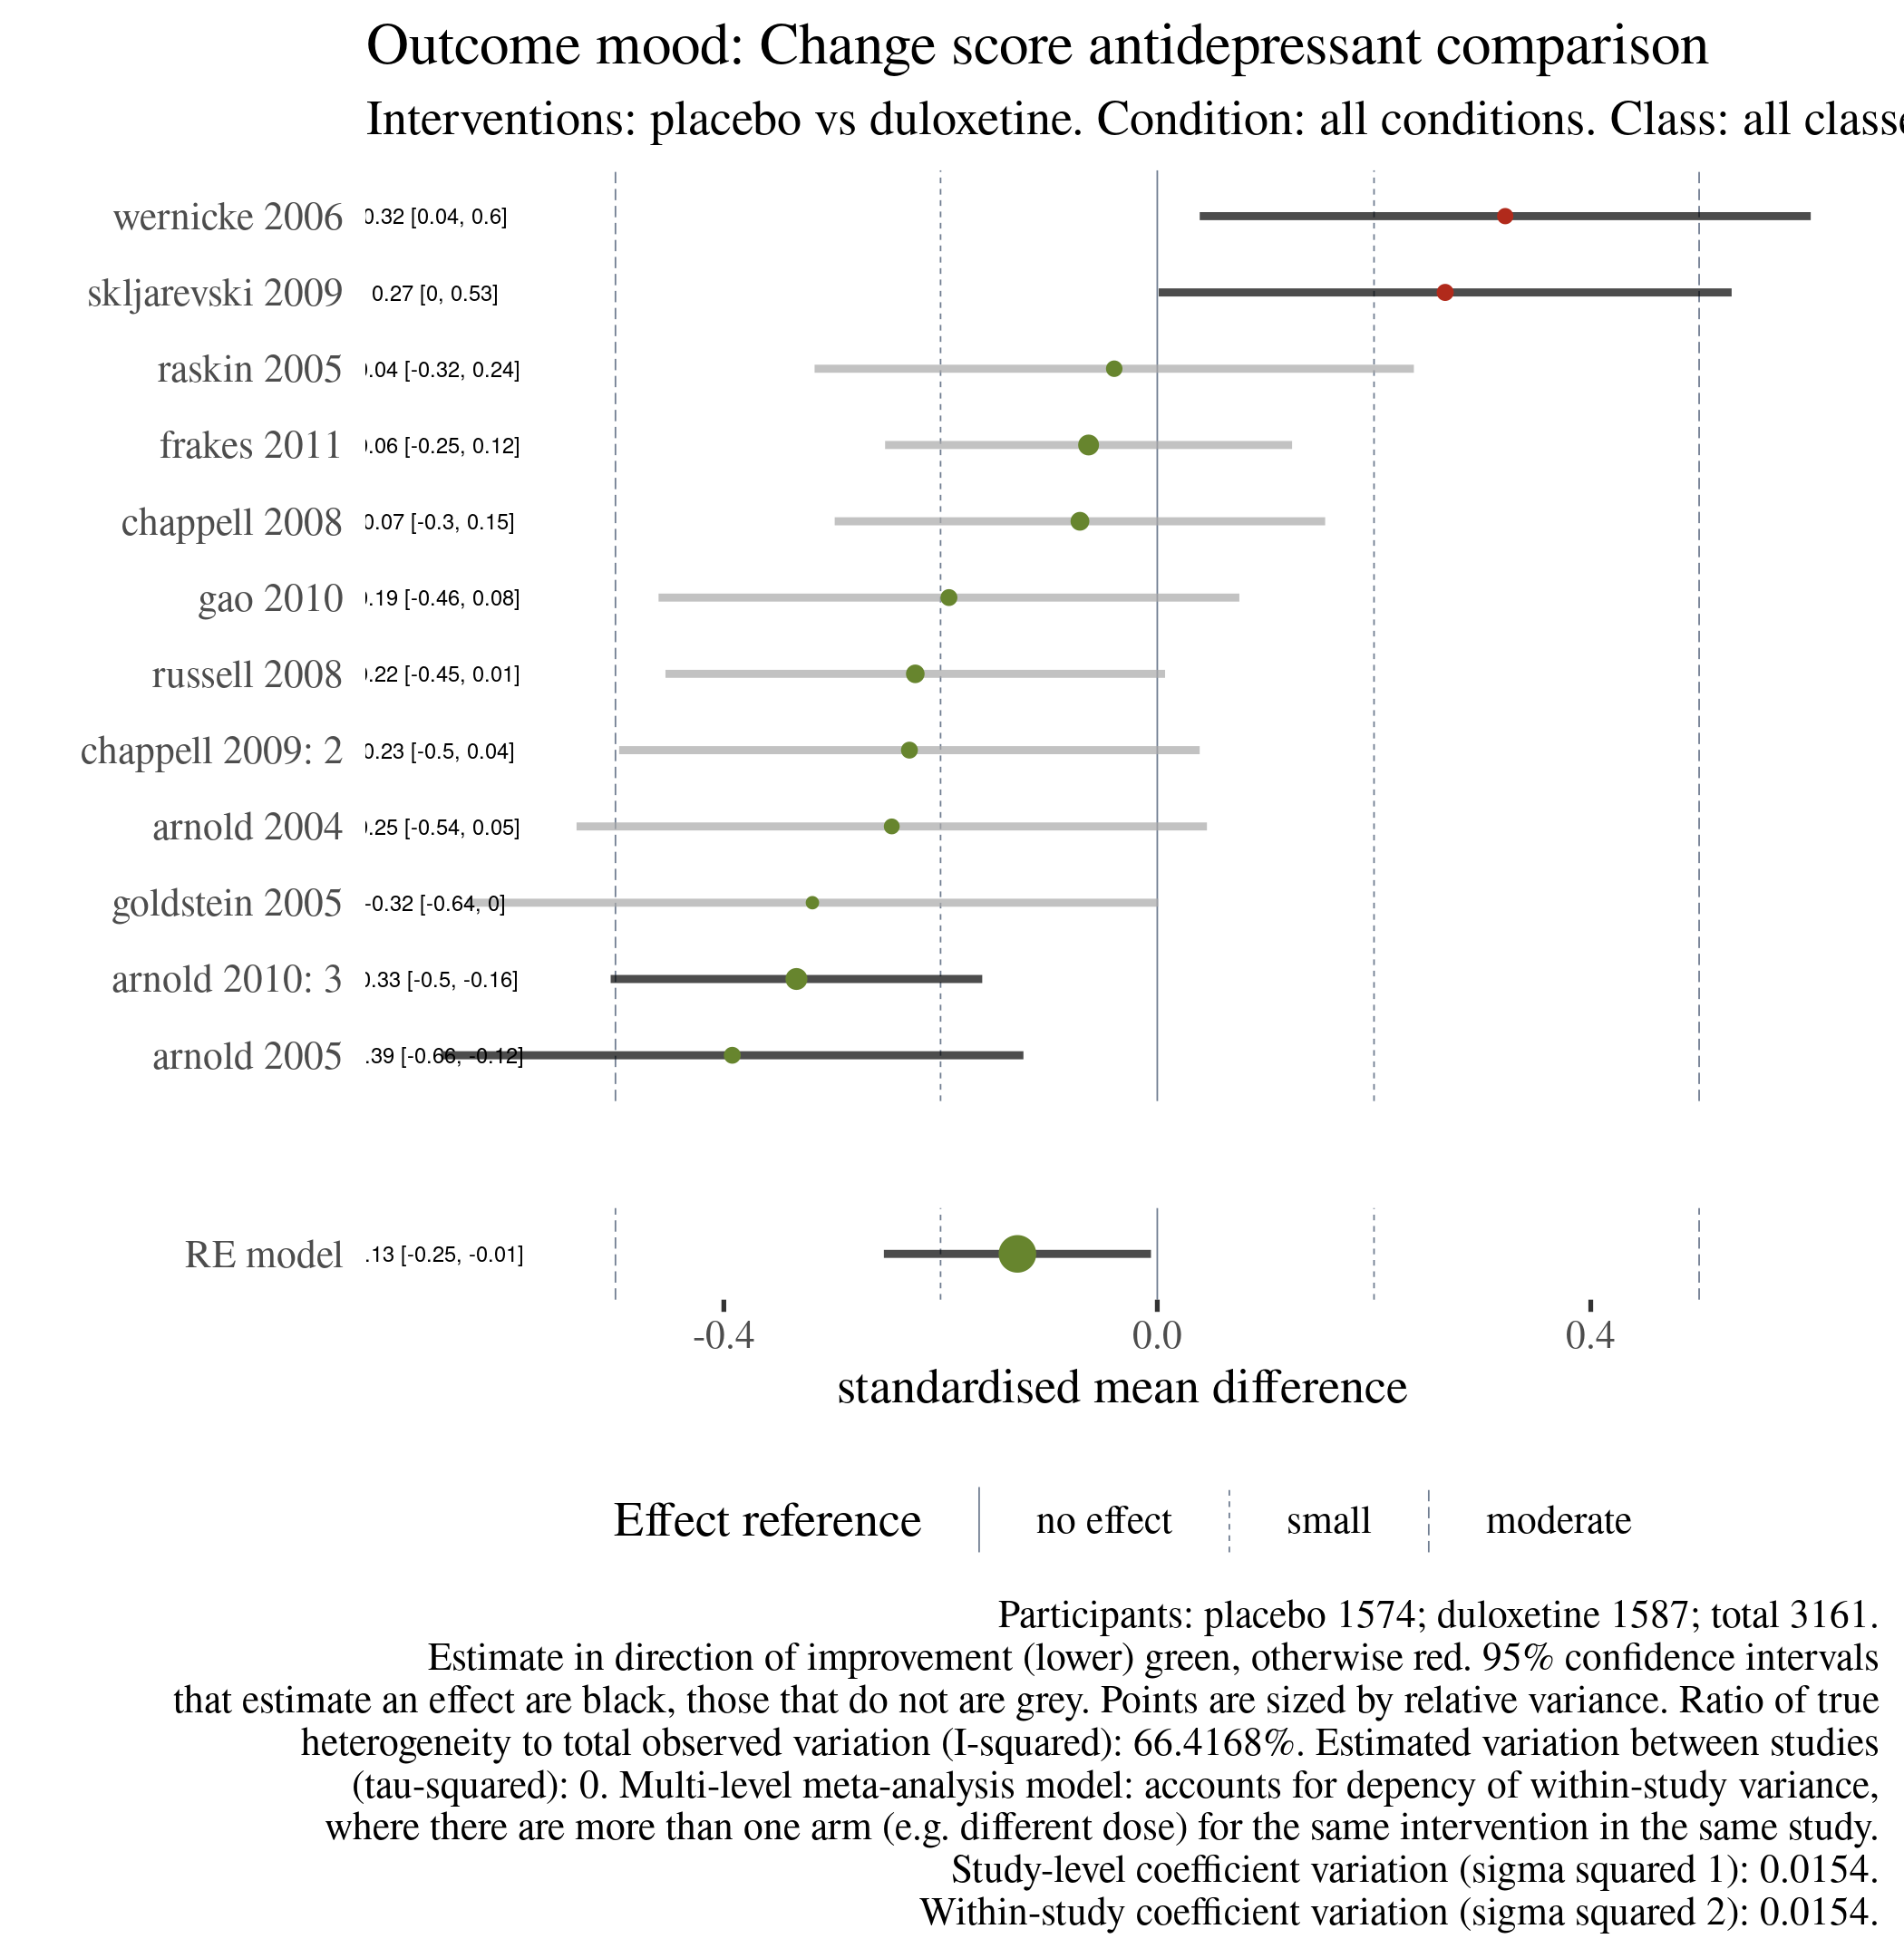 Outcome mood: Change score antidepressant comparison
Interventions: placebo vs duloxetine. Condition: all conditions. Class: all classe
wernicke 2006 0.32 [0.04, 0.6]
skljarevski 2009 0.27 [0, 0.53]
raskin 2005 .04 [-0.32, 0.24]
frakes 2011 .06 [-0.25, 0.12]
chappell 2008 0.07 [-0.3, 0.15]
gao 2010 .19 [-0.46, 0.08]
russell 2008 .22 [-0.45, 0.01]
chappell 2009: 2 0.23 [-0.5, 0.04]
arnold 2004 .25 [-0.54, 0.05]
goldstein 2005 -0.32 [-0.64, 0]
arnold 2010: 3 0.33 [-0.5, -0.16]
arnold 2005 .39 [-0.66, -0.12]
RE model .13 [-0.25, -0.01]
-0.4 0.0 0.4
standardised mean difference
Effect reference no effect small moderate
Participants: placebo 1574; duloxetine 1587; total 3161.
Estimate in direction of improvement (lower) green, otherwise red. 95% confidence intervals
that estimate an effect are black, those that do not are grey. Points are sized by relative variance. Ratio of true
heterogeneity to total observed variation (I-squared): 66.4168%. Estimated variation between studies
(tau-squared): 0. Multi-level meta-analysis model: accounts for depency of within-study variance,
where there are more than one arm (e.g. different dose) for the same intervention in the same study.
Study-level coefficient variation (sigma squared 1): 0.0154.
Within-study coefficient variation (sigma squared 2): 0.0154.